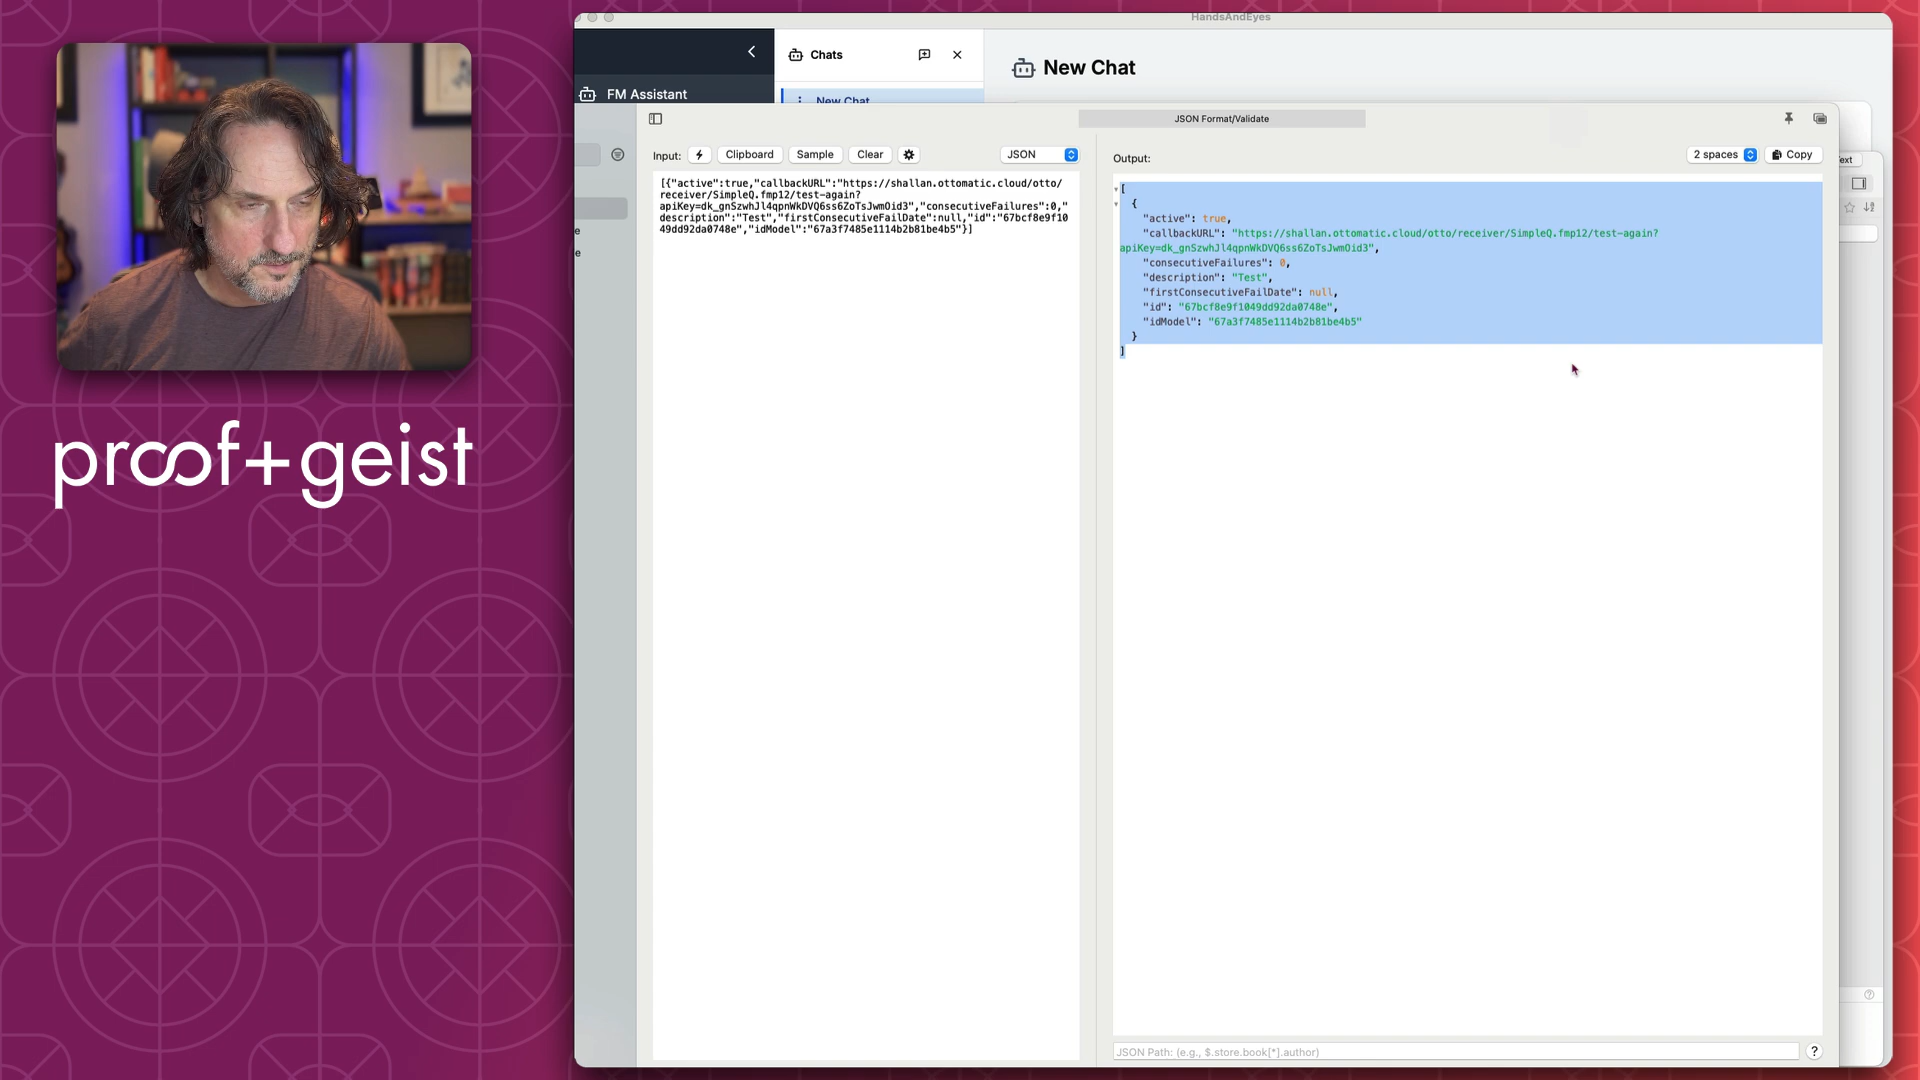 HandsAndEyes
Chats
New Chat
FM Assistant
New Chat
JSON Format/Validate
Input:
Clipboard
Sample
Clear
JSON
Output:
2 spaces
Copy
[{"active":true,"callbackURL":"https://shallan.ottomatic.cloud/otto/
receiver/SimpleQ.fmp12/test-again?
apiKey=dk_gnSzwhJl4qpnWkDVQ6ss6ZoTsJwmOid3","consecutiveFailures":0,"
description":"Test","firstConsecutiveFailDate":null,"id":"67bcf8e9f10
49dd92da0748e","idModel":"67a3f7485e1114b2b81be4b5"}]
[
{
"active": true,
"callbackURL": "https://shallan.ottomatic.cloud/otto/receiver/SimpleQ.fmp12/test-again?
apiKey=dk_gnSzwhJl4qpnWkDVQ6ss6ZoTsJwmOid3",
"consecutiveFailures": 0,
"description": "Test",
"firstConsecutiveFailDate": null,
"id": "67bcf8e9f1049dd92da0748e",
"idModel": "67a3f7485e1114b2b81be4b5"
}
]
proof+geist
JSON Path: (e.g., $.store.book[*].author)
?